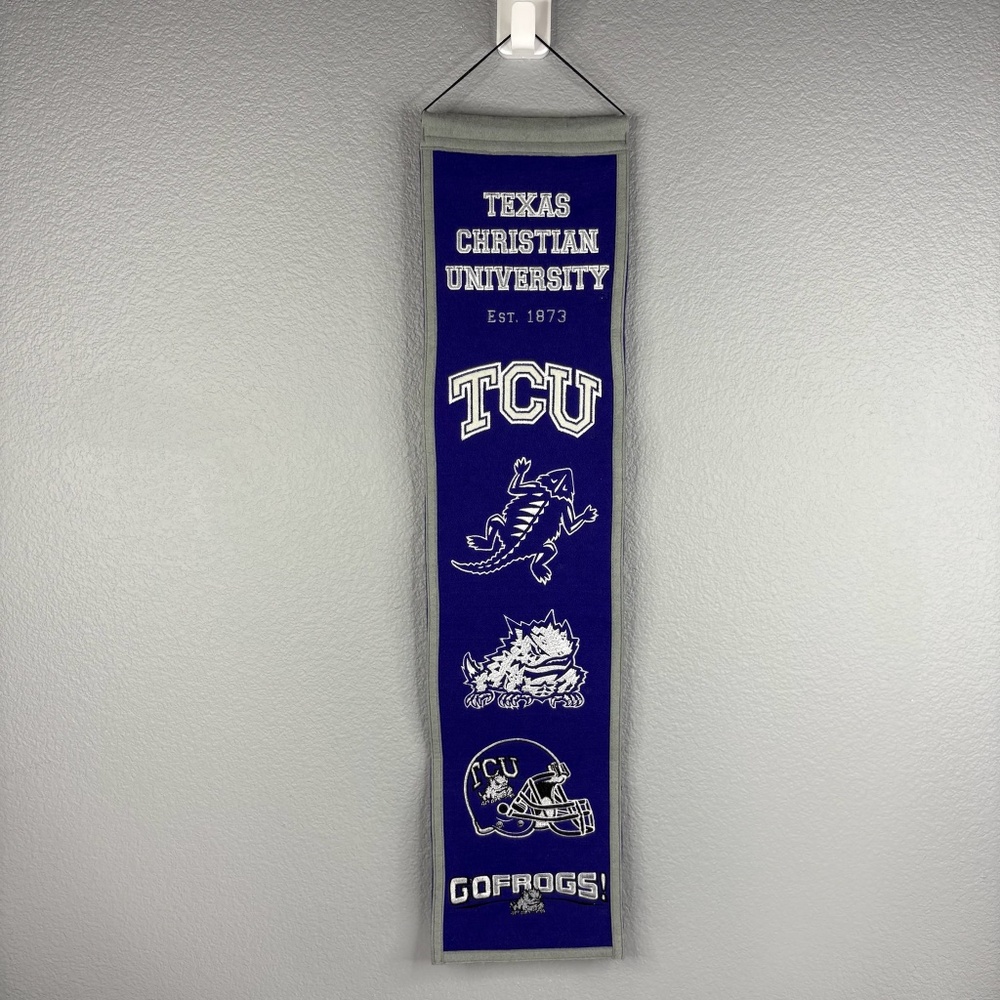 TEXAS
CHRISTIAN
UNIVERSITY
EST. 1873
TCU
TCU
GOFROGS!